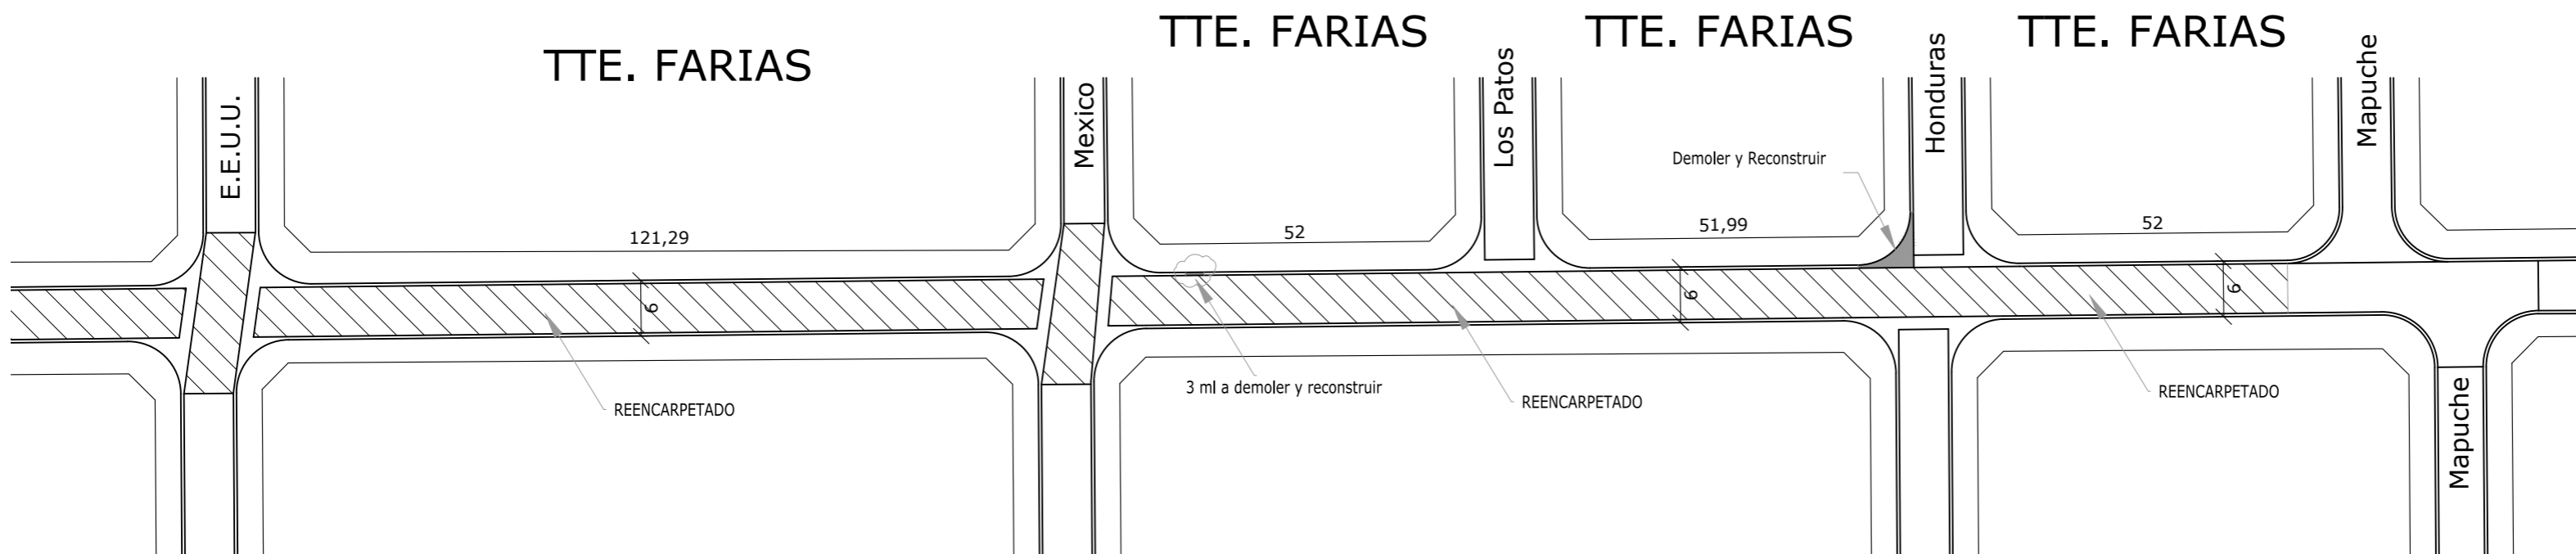 TTE. FARIAS
TTE. FARIAS
TTE. FARIAS
TTE. FARIAS
E.E.U.U.
Mexico
Los Patos
Honduras
Mapuche
Demoler y Reconstruir
121,29
52
51,99
52
6
6
6
3 ml a demoler y reconstruir
REENCARPETADO
REENCARPETADO
REENCARPETADO
Mapuche